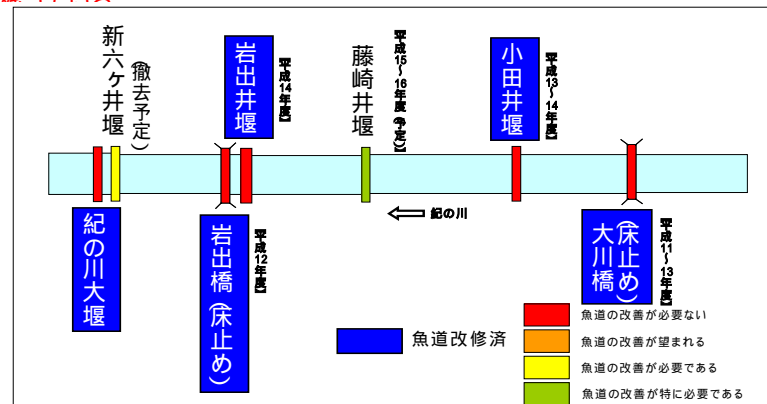 新六ヶ井堰
(撤去予定)
岩出井堰
【平成14年度】
藤崎井堰
【平成15～16年度(予定)】
小田井堰
【平成13～14年度】
紀の川
紀の川大堰
岩出橋(床止め)
【平成12年度】
大川橋
(床止め)
【平成11～13年度】
魚道改修済
魚道の改善が必要ない
魚道の改善が望まれる
魚道の改善が必要である
魚道の改善が特に必要である